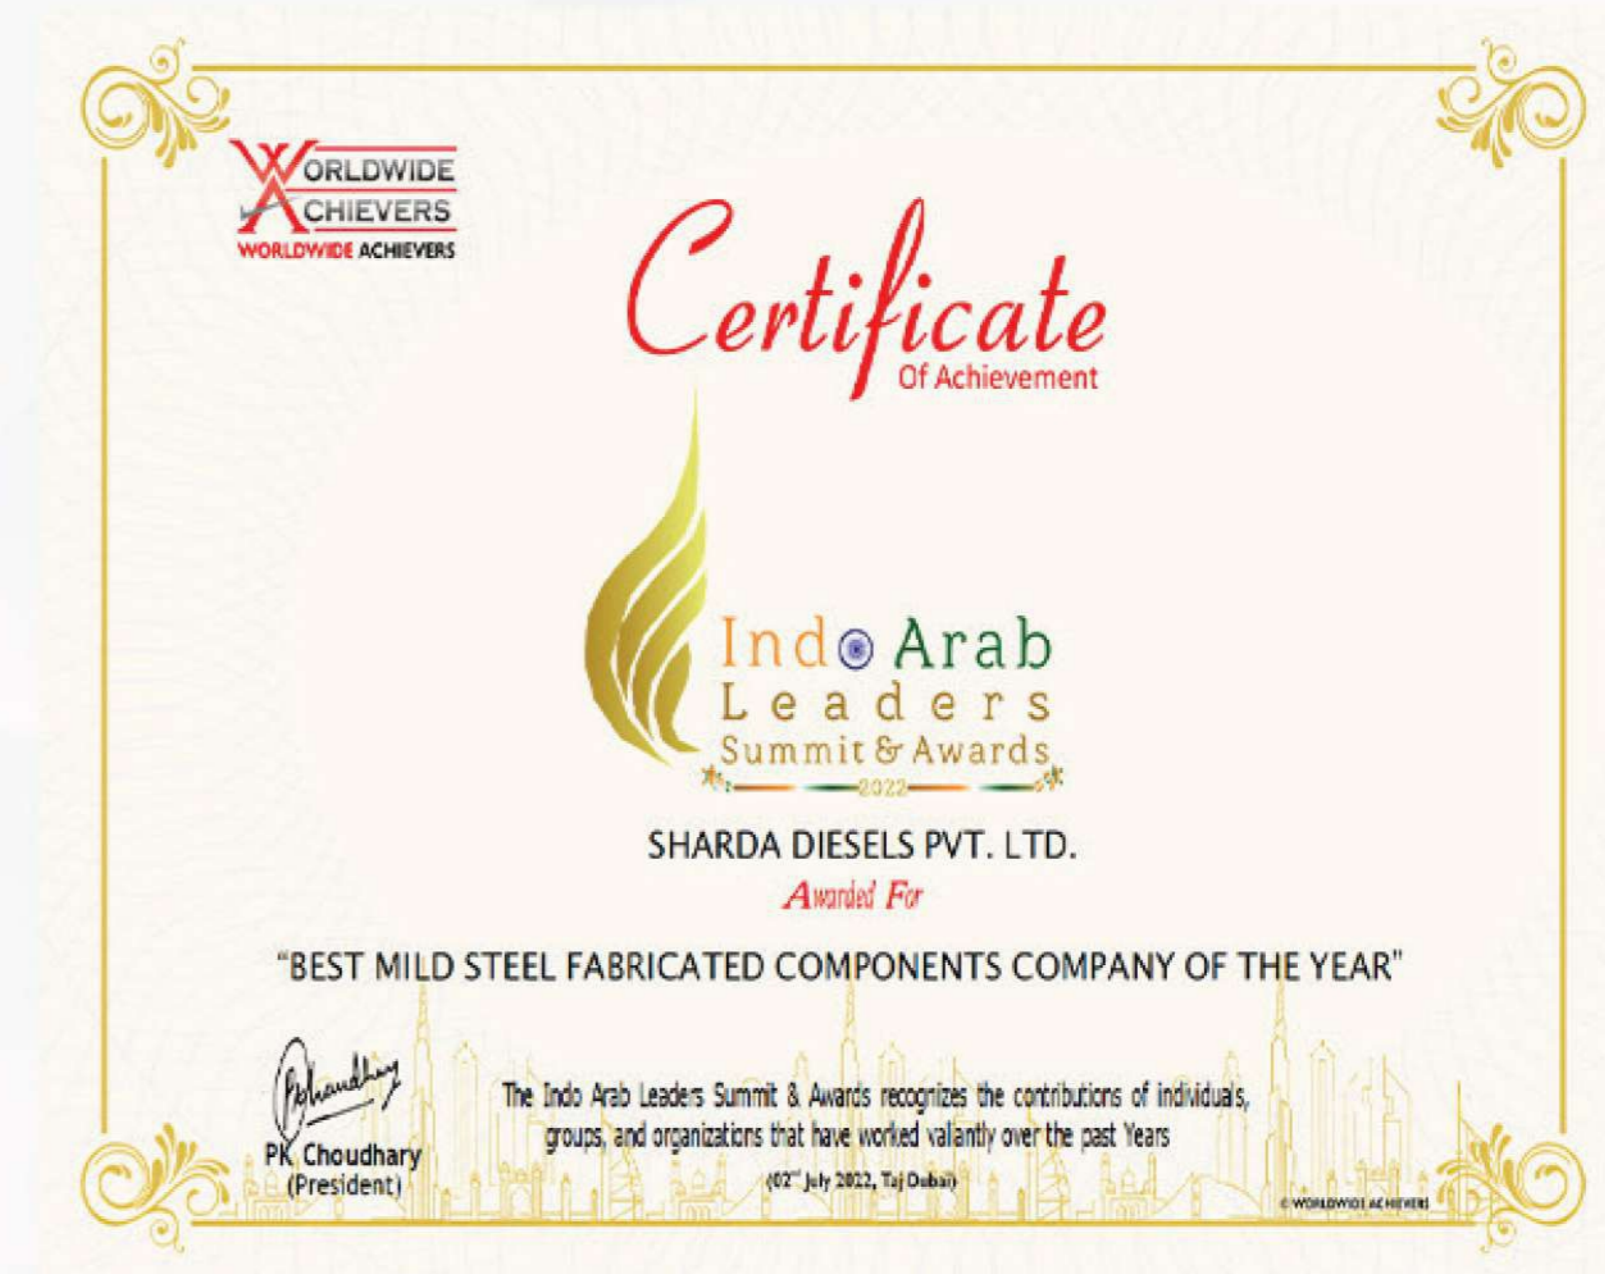 WORLDWIDE
ACHIEVERS
WORLDWIDE ACHIEVERS
Certificate
Of Achievement
Indo Arab
Leaders
Summit & Awards
2022
SHARDA DIESELS PVT. LTD.
Awarded For
“BEST MILD STEEL FABRICATED COMPONENTS COMPANY OF THE YEAR"
PK Choudhary
(President)
The Indo Arab Leaders Summit & Awards recognizes the contributions of individuals,
groups, and organizations that have worked valiantly over the past Years
(02nd July 2022, Taj Dubai)
© WORLDWIDE ACHIEVERS